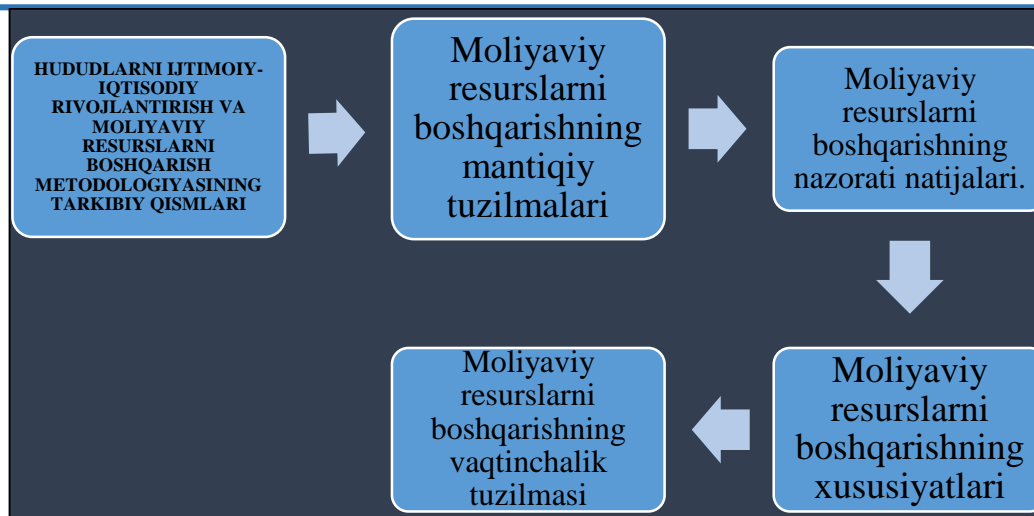 HUDUDLARNI IJTIMOIY-
IQTISODIY
RIVOJLANTIRISH VA
MOLIYAVIY
RESURSLARNI
BOSHQARISH
METODOLOGIYASINING
TARKIBIY QISMLARI
Moliyaviy
resurslarni
boshqarishning
mantiqiy
tuzilmalari
Moliyaviy
resurslarni
boshqarishning
nazorati natijalari.
Moliyaviy
resurslarni
boshqarishning
xususiyatlari
Moliyaviy
resurslarni
boshqarishning
vaqtinchalik
tuzilmasi